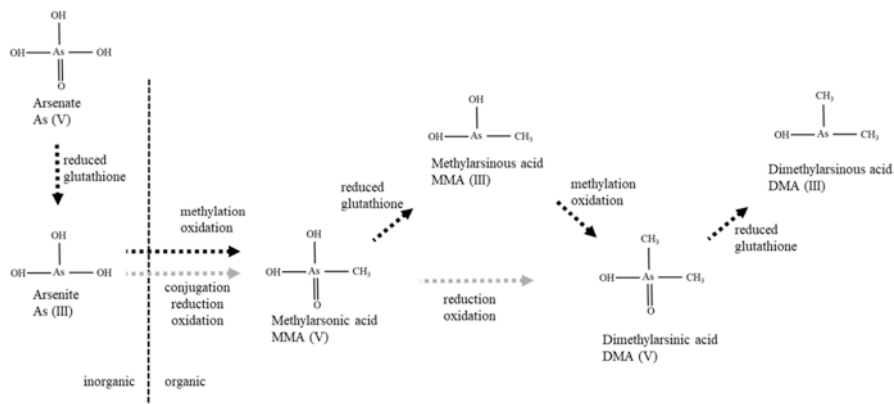 OH
OH
As
OH
O
Arsenate
As (V)
reduced
glutathione
OH
OH
As
OH
Arsenite
As (III)
inorganic
organic
methylation
oxidation
conjugation
reduction
oxidation
OH
OH
As
CH3
O
Methylarsonic acid
MMA (V)
reduced
glutathione
OH
OH
As
CH3
Methylarsinous acid
MMA (III)
methylation
oxidation
reduction
oxidation
CH3
OH
As
CH3
O
Dimethylarsinic acid
DMA (V)
reduced
glutathione
CH3
OH
As
CH3
Dimethylarsinous acid
DMA (III)